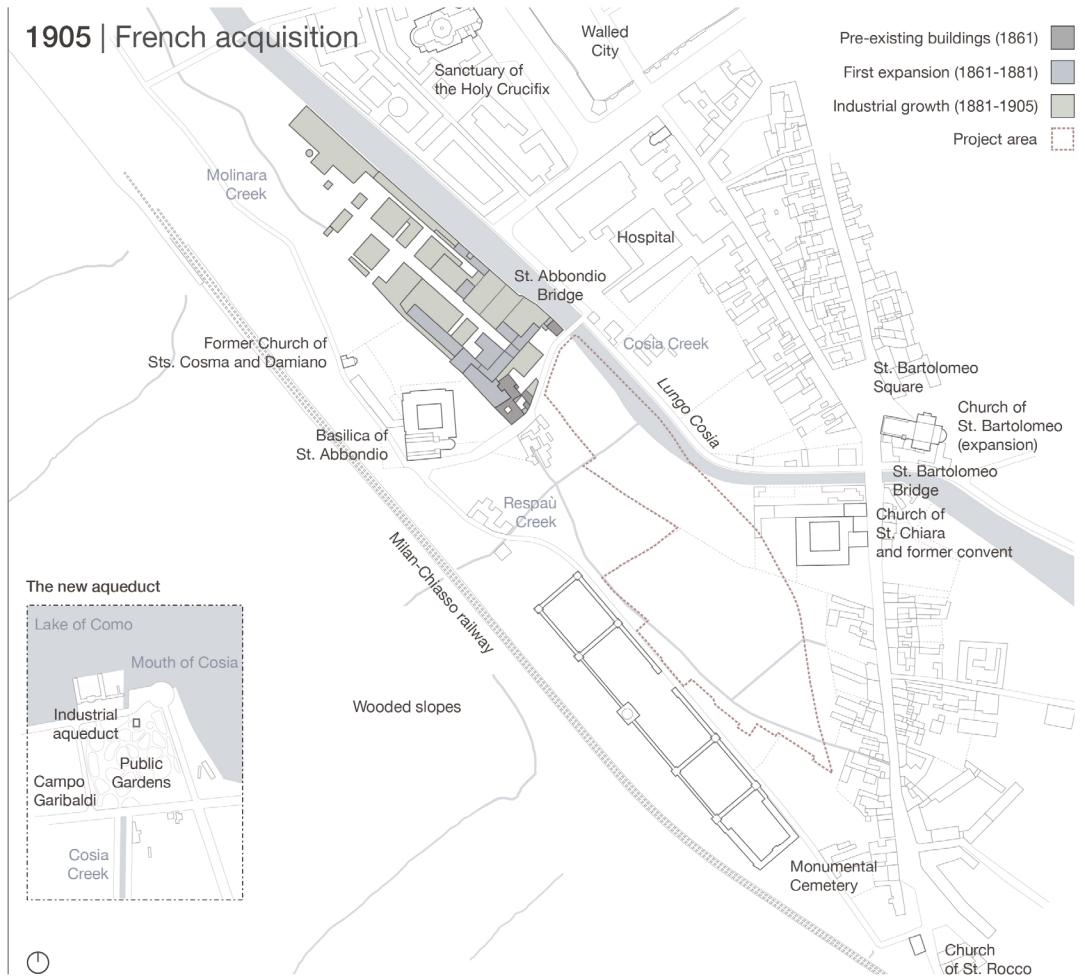 1905 | French acquisition
Pre-existing buildings (1861)
First expansion (1861-1881)
Industrial growth (1881-1905)
Project area
Walled
City
Sanctuary of
the Holy Crucifix
Molinara
Creek
Hospital
St. Abbondio
Bridge
Cosia Creek
Former Church of
Sts. Cosma and Damiano
Lungo Cosia
St. Bartolomeo
Square
Church of
St. Bartolomeo
(expansion)
Basilica of
St. Abbondio
St. Bartolomeo
Bridge
Respaù
Creek
Church of
St. Chiara
and former convent
Milan-Chiasso railway
The new aqueduct
Lake of Como
Mouth of Cosia
Industrial
aqueduct
Public
Gardens
Campo
Garibaldi
Cosia
Creek
Wooded slopes
Monumental
Cemetery
Church
of St. Rocco